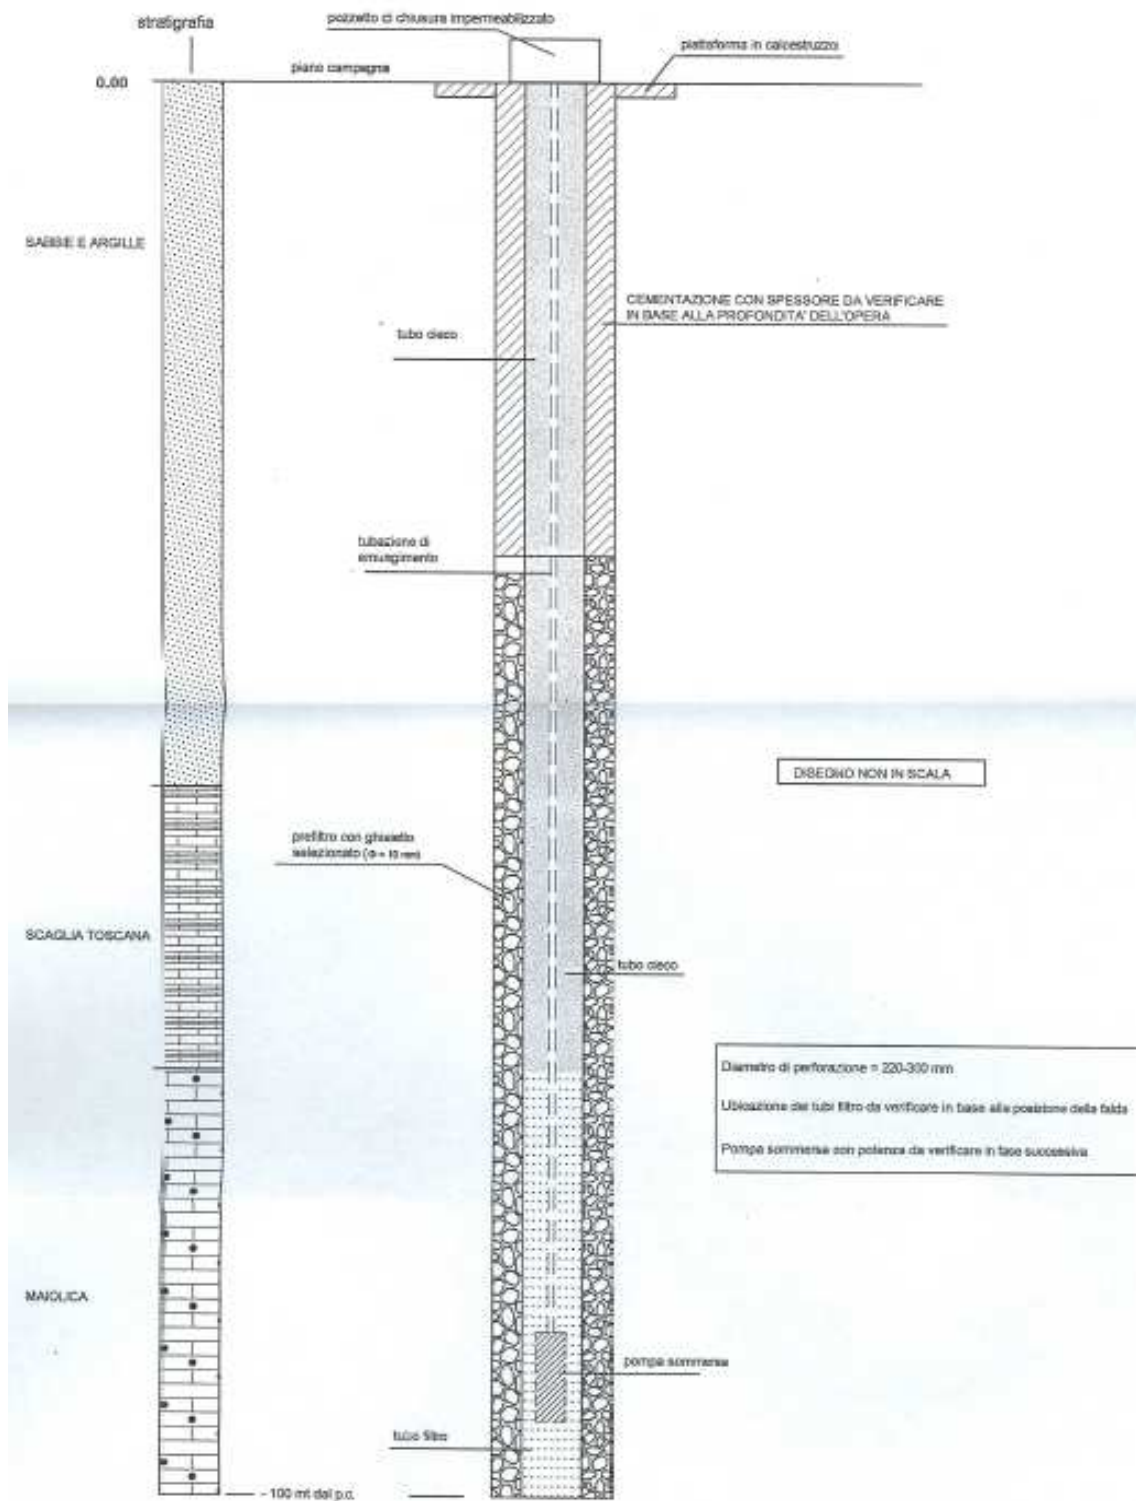 stratigrafia
pozzetto di chiusura impermeabilizzato
piattaforma in calcestruzzo
piano campagna
0.00
SABBIE E ARGILLE
CEMENTAZIONE CON SPESSORE DA VERIFICARE
IN BASE ALLA PROFONDITA' DELL'OPERA
tubo cieco
tubazione di
emungimento
DISEGNO NON IN SCALA
prefiltro con ghiaietto
selezionato (Φ = 10 mm)
SCAGLIA TOSCANA
tubo cieco
Diametro di perforazione = 220-300 mm
Ubicazione dei tubi filtro da verificare in base alla posizione della falda
Pompa sommersa con potenza da verificare in fase successiva
MAIOLICA
pompa sommersa
tubo filtro
- 100 mt dal p.c.